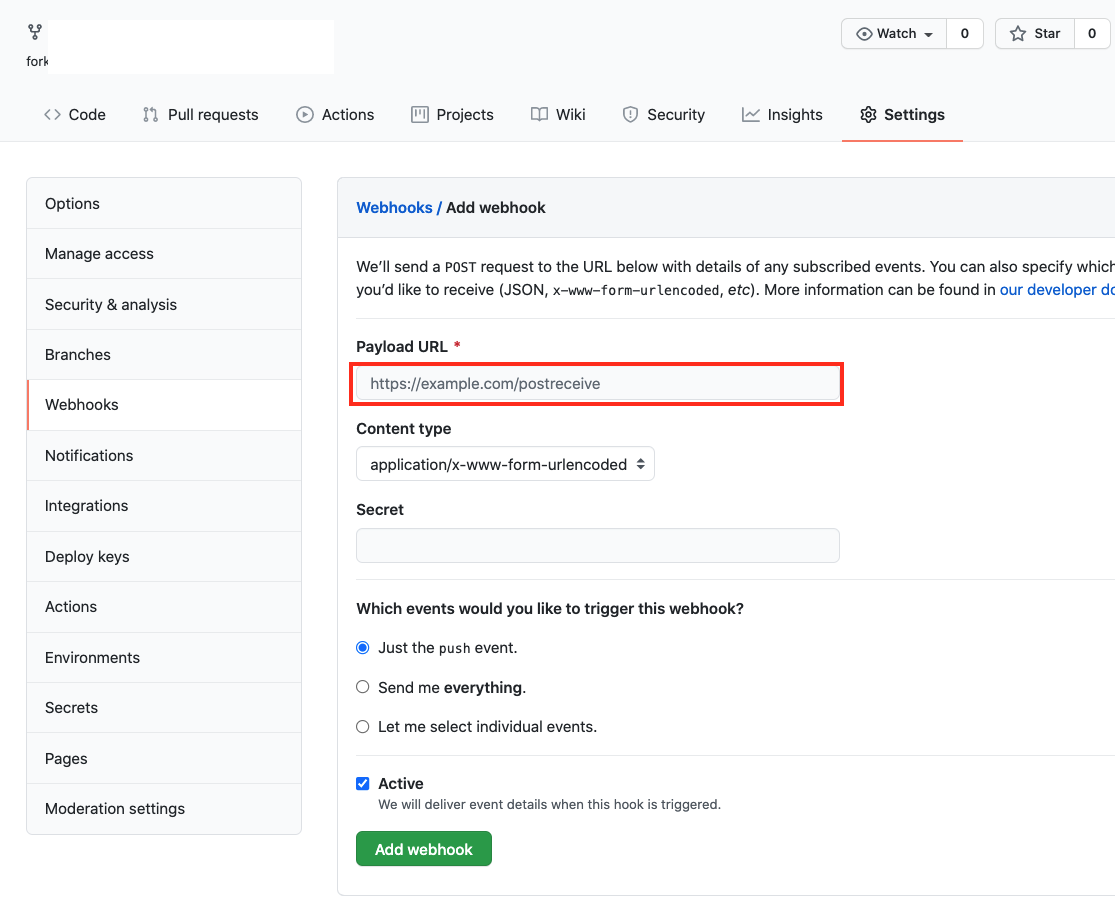 fork
Watch 0 Star 0
Code Pull requests Actions Projects Wiki Security Insights Settings
Options
Manage access
Security & analysis
Branches
Webhooks
Notifications
Integrations
Deploy keys
Actions
Environments
Secrets
Pages
Moderation settings
Webhooks / Add webhook
We’ll send a POST request to the URL below with details of any subscribed events. You can also specify which
you’d like to receive (JSON, x-www-form-urlencoded, etc). More information can be found in our developer do
Payload URL *
https://example.com/postreceive
Content type
application/x-www-form-urlencoded
Secret
Which events would you like to trigger this webhook?
Just the push event.
Send me everything.
Let me select individual events.
Active
We will deliver event details when this hook is triggered.
Add webhook